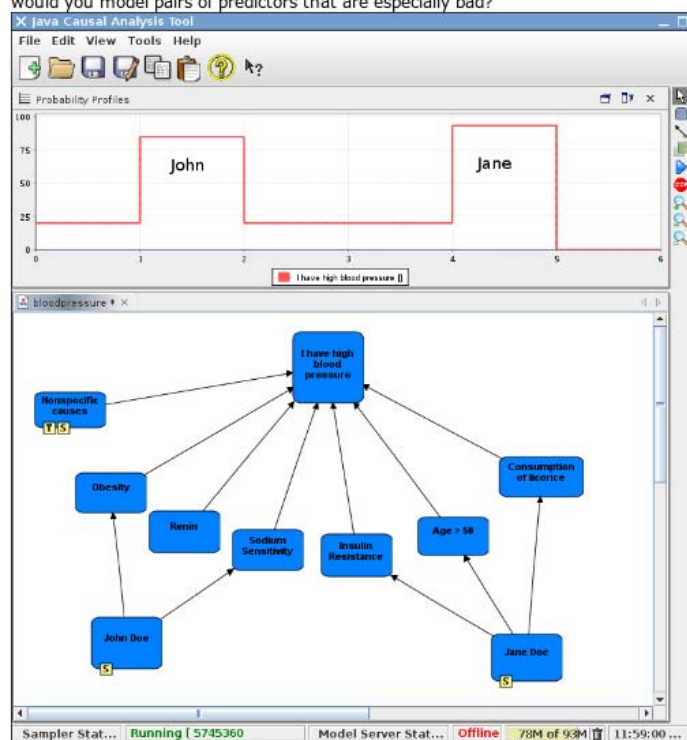 would you model pairs of predictors that are especially bad?
X Java Causal Analysis Tool
File Edit View Tools Help
Probability Profiles
100
75
50
25
0
John
Jane
0 1 2 3 4 5 6
I have high blood pressure []
bloodpressure
I have high
blood
pressure
Nonspecific
causes
T S
Obesity
Renin
Sodium
Sensitivity
Insulin
Resistance
Age > 50
Consumption
of licorice
John Doe
S
Jane Doe
S
Sampler Stat... Running [ 5745360 Model Server Stat... Offline 78M of 93M 11:59:00 ...